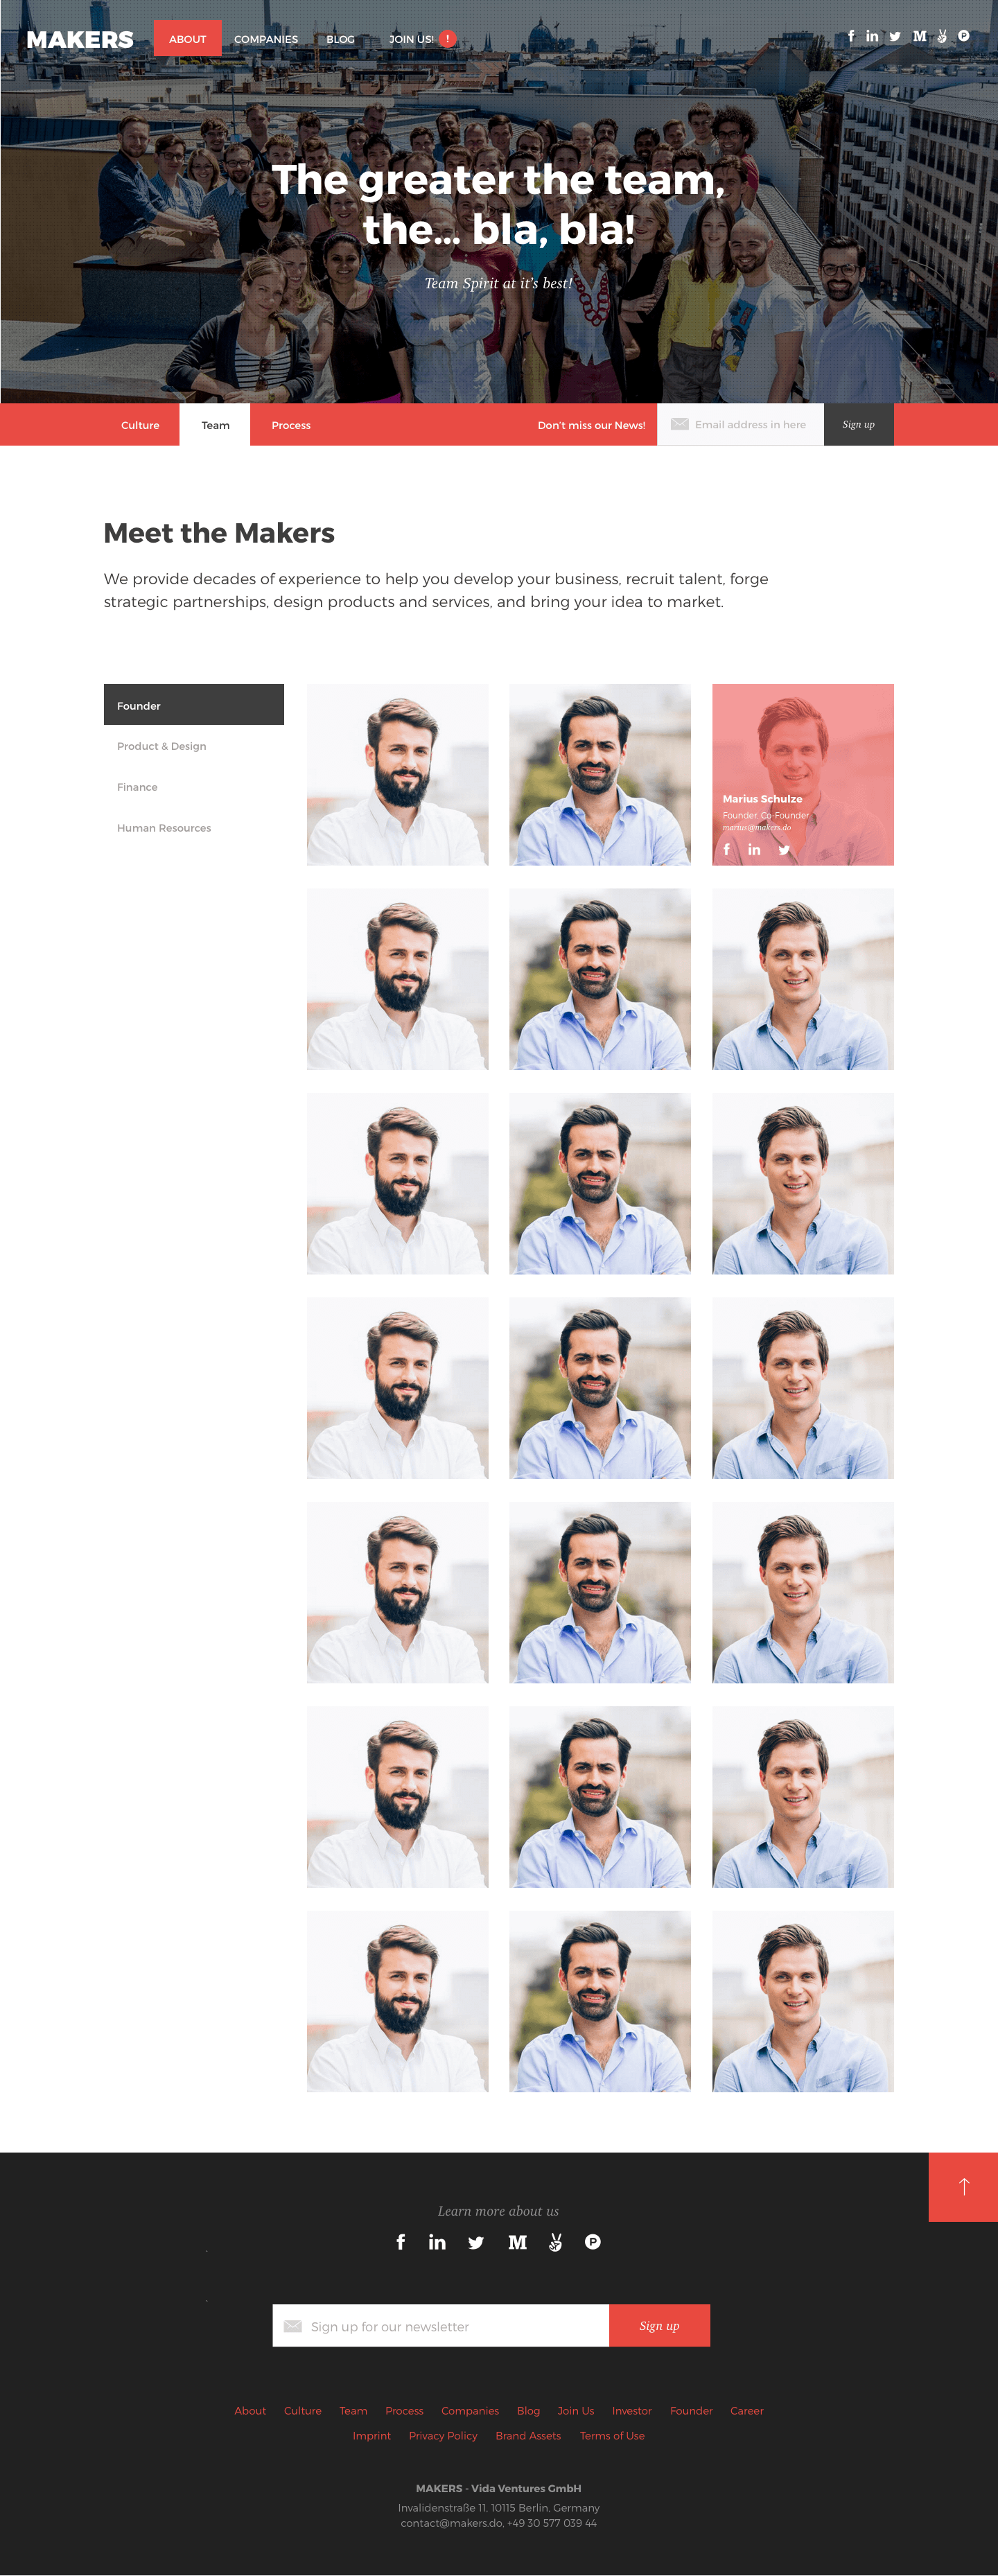 MAKERS
ABOUT
COMPANIES
BLOG
JOIN US!
!
The greater the team,
the... bla, bla!
Team Spirit at it's best!
Culture
Team
Process
Don't miss our News!
Email address in here
Sign up
Meet the Makers
We provide decades of experience to help you develop your business, recruit talent, forge
strategic partnerships, design products and services, and bring your idea to market.
Founder
Product & Design
Finance
Human Resources
Marius Schulze
Founder, Co-Founder
marius@makers.do
Learn more about us
Sign up for our newsletter
Sign up
About Culture Team Process Companies Blog Join Us Investor Founder Career
Imprint Privacy Policy Brand Assets Terms of Use
MAKERS - Vida Ventures GmbH
Invalidenstraße 11, 10115 Berlin, Germany
contact@makers.do, +49 30 577 039 44